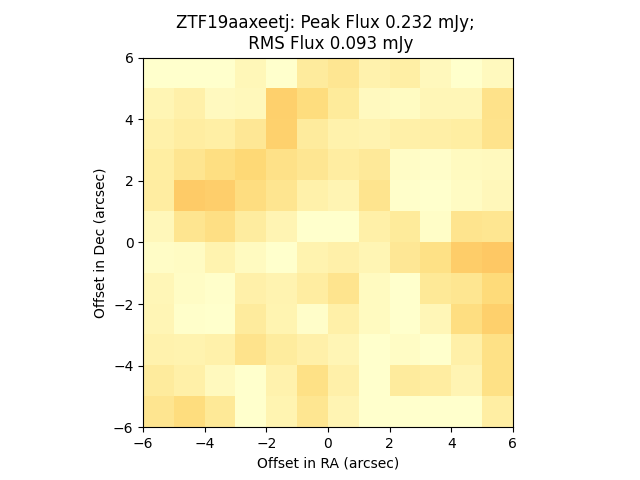 ZTF19aaxeetj: Peak Flux 0.232 mJy;
RMS Flux 0.093 mJy
6
4
2
0
−2
−4
−6
Offset in Dec (arcsec)
−6 −4 −2 0 2 4 6
Offset in RA (arcsec)